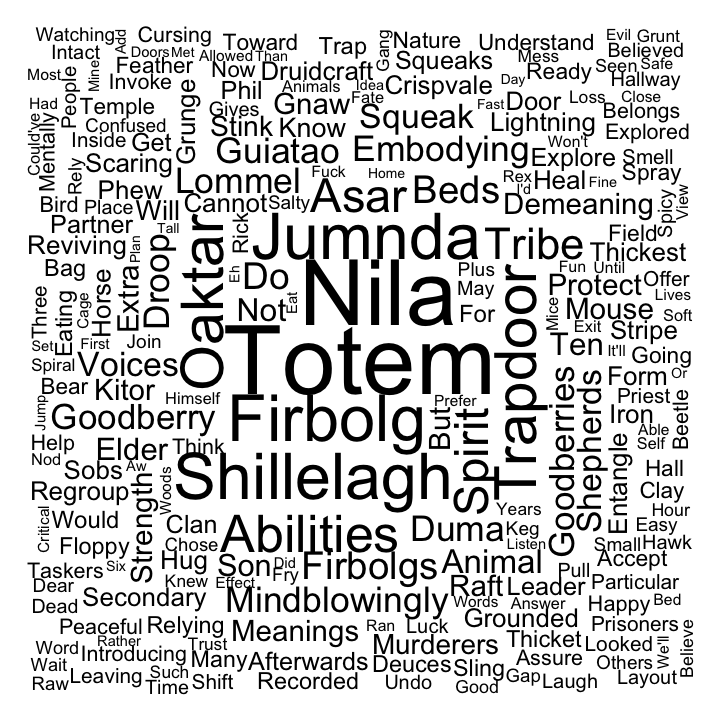 Watching Add Cursing Toward Trap Gang Nature Understand Evil Grunt
Intact Doors Met Allowed Than Squeaks Mess Believed
Most People Mine Feather Now Druidcraft Crispvale Ready Seen Safe
Invoke Phil Animals Idea Day Hallway
Had Temple Grunge Gives Gnaw Fate Squeak Fast Door Loss Close
Could've Mentally Confused Stink Know Lightning Belongs
Inside Get Guiatao Embodying Won't Explored
Rely Scaring Fuck Home Explore Smell
Phew Lommel Asar Beds Rex Heal Fine Spray
Bird Place Will Cannot Salty I'd Demeaning Spicy View
Partner Tall Rick Jumnda Tribe Field
Reviving Plan Droop Oaktar Thickest
Bag Horse Extra Eh Do Nila Plus Trapdoor Fun Until Offer
Three Eating Cage Not Eat May Protect Lives
For Mice Mouse Soft
Set First Join Totem Exit Stripe
Spiral Voices Ten It'll Going
Bear Kitor Form Or
Jump Himself Firbolg Prefer Priest
Goodberry But Spirit Goodberries Shepherds Iron Beetle
Help Elder Think Able
Nod Sobs Aw Shillelagh Entangle Self Hall
Regroup Strength Woods Clay
Critical Would Clan Abilities Duma Years Hour
Chose Keg Easy
Floppy Listen Small Hawk
Taskers Six Hug Son Did Firbolgs Animal Accept
Dear Knew Effect Fry Raft Leader Pull Particular
Dead Secondary Mindblowingly Words Answer Happy Bed
Peaceful Relying Meanings Ran Luck Grounded Prisoners
Word Rather Trust Murderers Thicket Looked We'll Believe
Wait Introducing Many Afterwards Deuces Sling Assure Others
Raw Leaving Such Shift Recorded Undo Good Gap Laugh Layout
Time